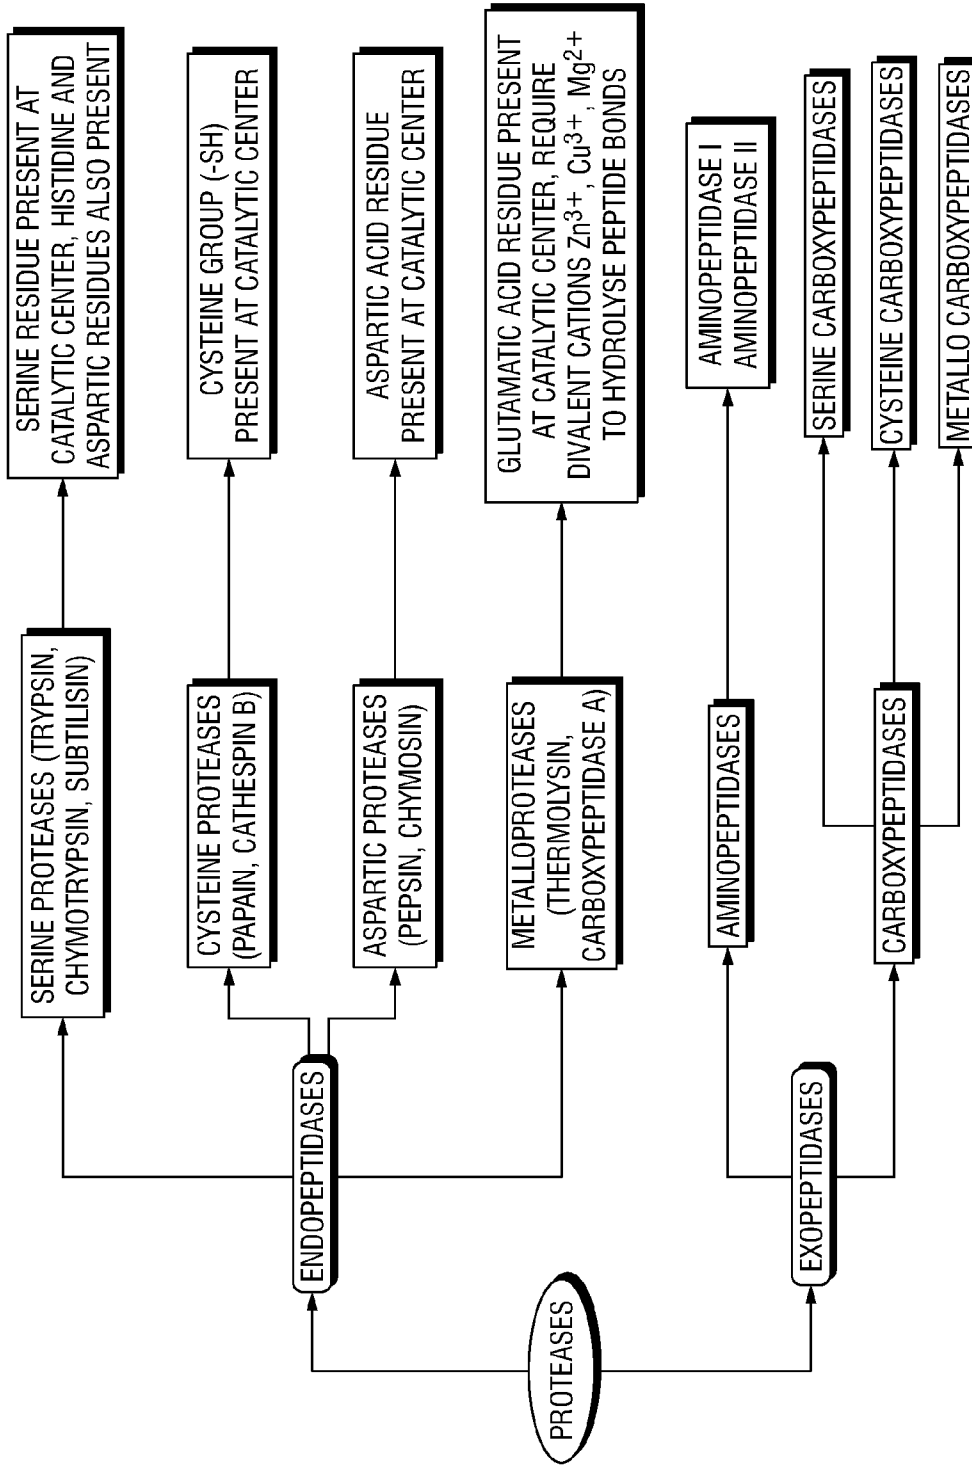 PROTEASES
ENDOPEPTIDASES
EXOPEPTIDASES
SERINE PROTEASES (TRYPSIN,
CHYMOTRYPSIN, SUBTILISIN)
CYSTEINE PROTEASES
(PAPAIN, CATHESPIN B)
ASPARTIC PROTEASES
(PEPSIN, CHYMOSIN)
METALLOPROTEASES
(THERMOLYSIN,
CARBOXYPEPTIDASE A)
AMINOPEPTIDASES
CARBOXYPEPTIDASES
SERINE RESIDUE PRESENT AT
CATALYTIC CENTER, HISTIDINE AND
ASPARTIC RESIDUES ALSO PRESENT
CYSTEINE GROUP (-SH)
PRESENT AT CATALYTIC CENTER
ASPARTIC ACID RESIDUE
PRESENT AT CATALYTIC CENTER
GLUTAMATIC ACID RESIDUE PRESENT
AT CATALYTIC CENTER, REQUIRE
DIVALENT CATIONS Zn3+, Cu3+, Mg2+
TO HYDROLYSE PEPTIDE BONDS
AMINOPEPTIDASE I
AMINOPEPTIDASE II
SERINE CARBOXYPEPTIDASES
CYSTEINE CARBOXYPEPTIDASES
METALLO CARBOXYPEPTIDASES